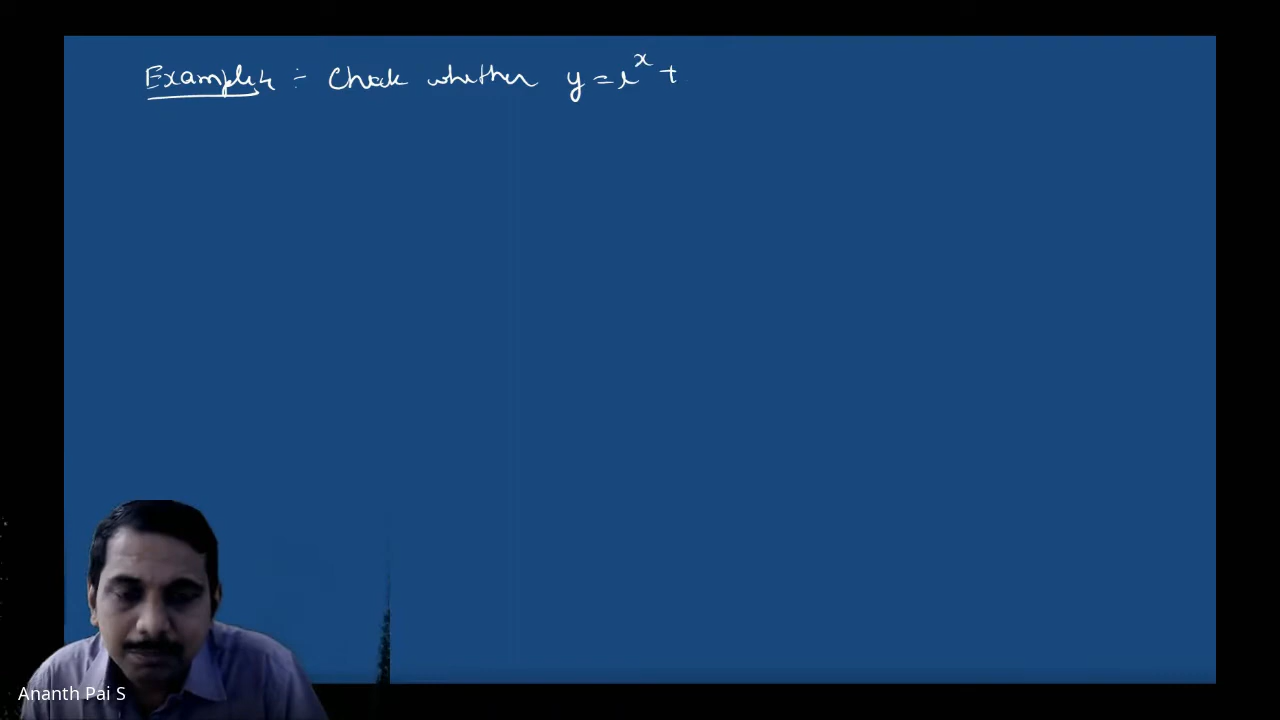 Example :- Check whether y = e^x +
Ananth Pai S